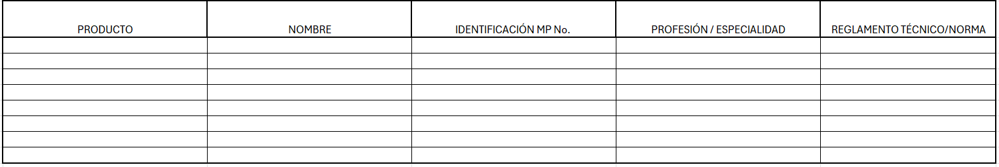 PRODUCTO NOMBRE IDENTIFICACIÓN MP No. PROFESIÓN / ESPECIALIDAD REGLAMENTO TÉCNICO/NORMA